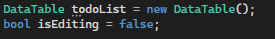 DataTable todoList = new DataTable();
bool isEditing = false;